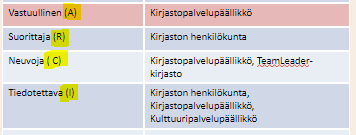 Vastuullinen (A) Kirjastopalvelupäällikkö
Suorittaja (R) Kirjaston henkilökunta
Neuvoja ( C) Kirjastopalvelupäällikkö, TeamLeader-
kirjasto
Tiedotettava (I) Kirjaston henkilökunta,
Kirjastopalvelupäällikkö,
Kulttuuripalvelupäällikkö